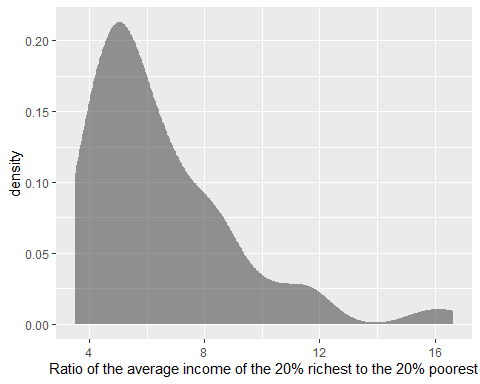 0.20
0.15
0.10
0.05
0.00
density
4 8 12 16
Ratio of the average income of the 20% richest to the 20% poorest